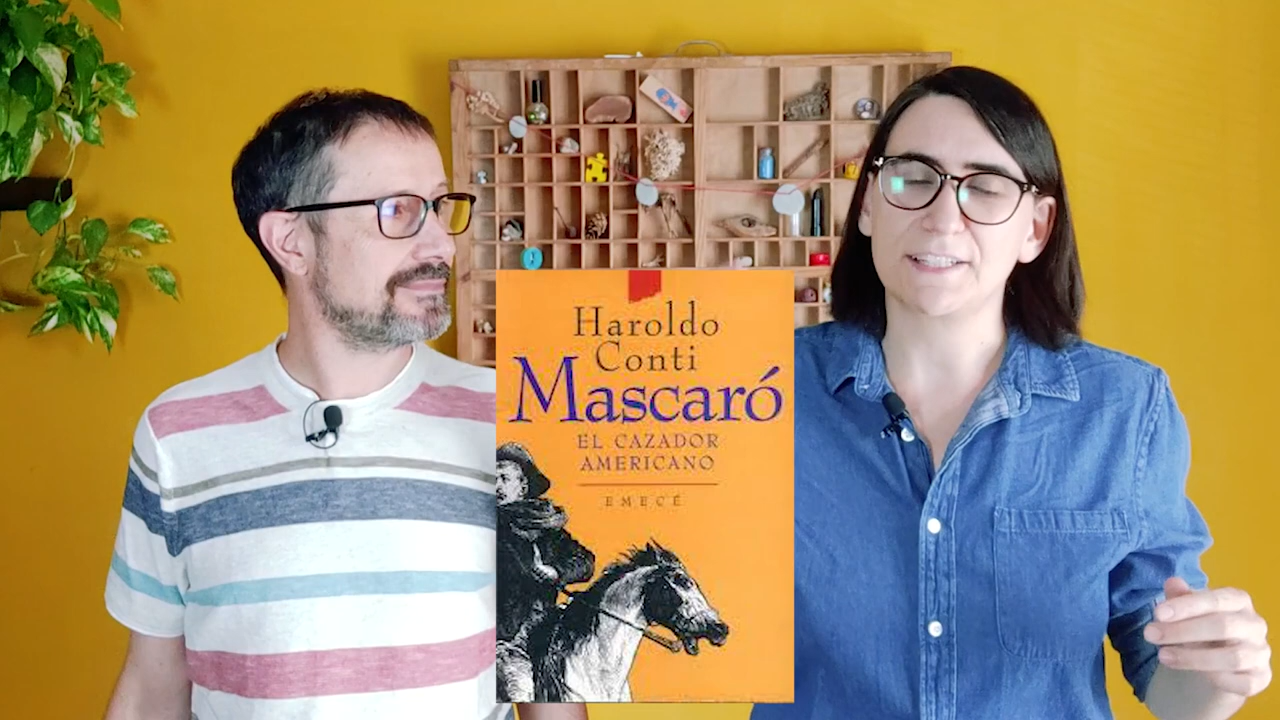 Haroldo
Conti
Mascaró
EL CAZADOR
AMERICANO
EMECÉ